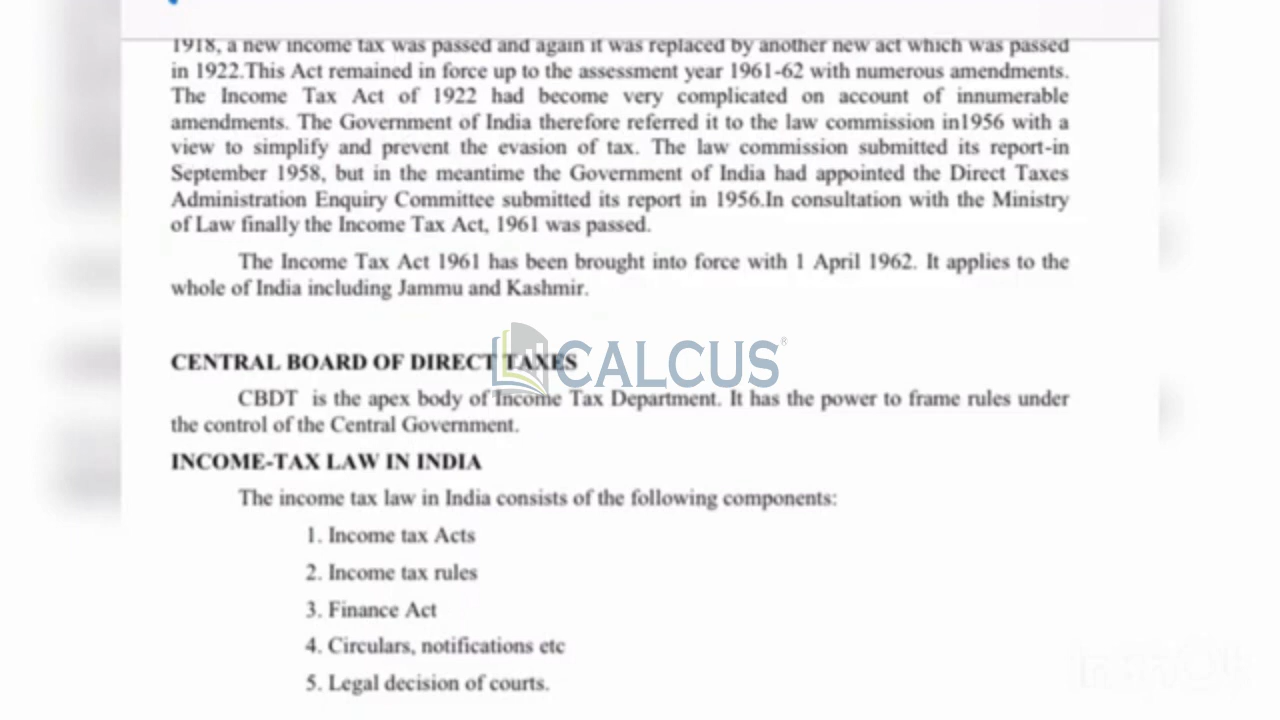 1918, a new income tax was passed and again it was replaced by another new act which was passed
in 1922.This Act remained in force up to the assessment year 1961-62 with numerous amendments.
The Income Tax Act of 1922 had become very complicated on account of innumerable
amendments. The Government of India therefore referred it to the law commission in1956 with a
view to simplify and prevent the evasion of tax. The law commission submitted its report-in
September 1958, but in the meantime the Government of India had appointed the Direct Taxes
Administration Enquiry Committee submitted its report in 1956.In consultation with the Ministry
of Law finally the Income Tax Act, 1961 was passed.
The Income Tax Act 1961 has been brought into force with 1 April 1962. It applies to the
whole of India including Jammu and Kashmir.
CENTRAL BOARD OF DIRECT TAXES
CALCUS®
CBDT is the apex body of Income Tax Department. It has the power to frame rules under
the control of the Central Government.
INCOME-TAX LAW IN INDIA
The income tax law in India consists of the following components:
1. Income tax Acts
2. Income tax rules
3. Finance Act
4. Circulars, notifications etc
5. Legal decision of courts.